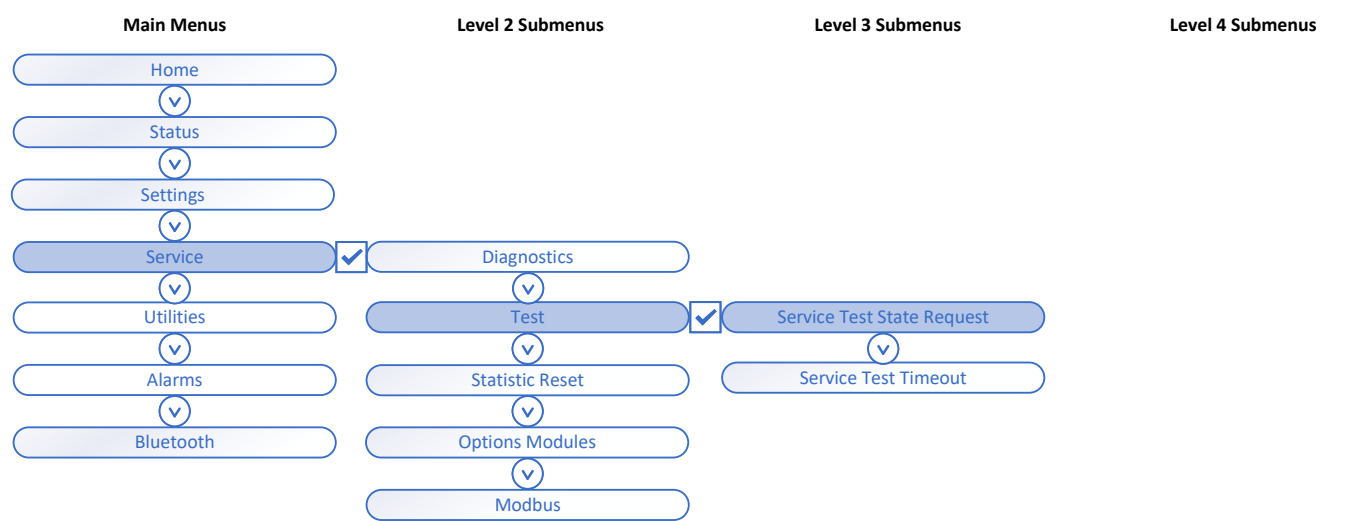 Main Menus
Level 2 Submenus
Level 3 Submenus
Level 4 Submenus
Home
Status
Settings
Service
Diagnostics
Utilities
Test
Service Test State Request
Alarms
Statistic Reset
Service Test Timeout
Bluetooth
Options Modules
Modbus